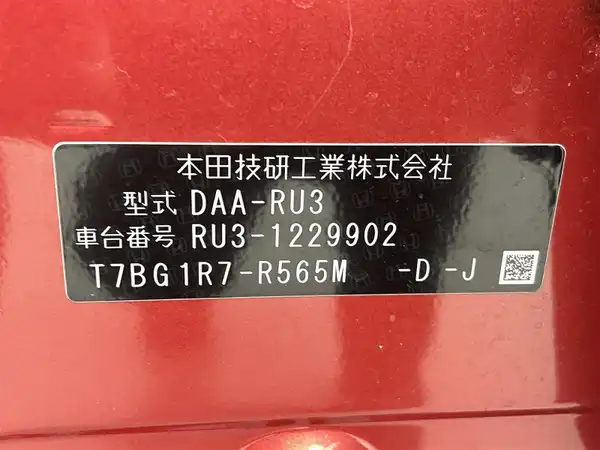 本田技研工業株式会社
型式 DAA-RU3
車台番号 RU3-1229902
T7BG1R7-R565M -D -J